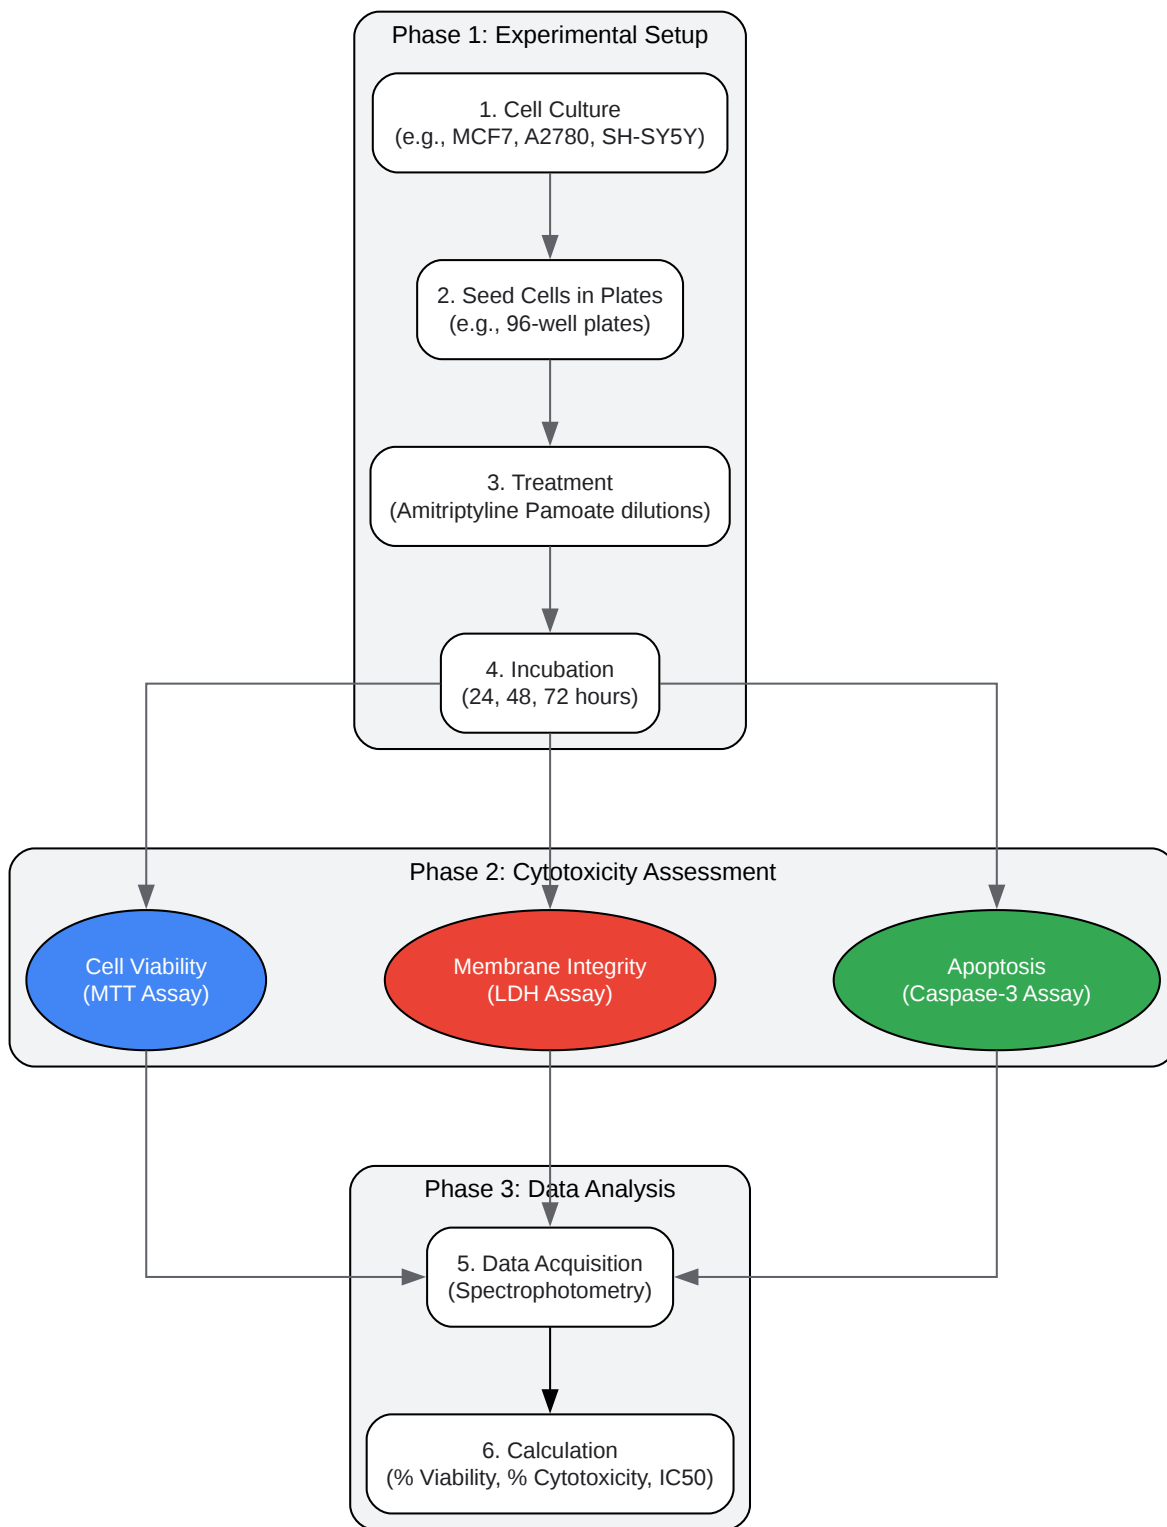 Phase 1: Experimental Setup
1. Cell Culture
(e.g., MCF7, A2780, SH-SY5Y)
2. Seed Cells in Plates
(e.g., 96-well plates)
3. Treatment
(Amitriptyline Pamoate dilutions)
4. Incubation
(24, 48, 72 hours)
Phase 2: Cytotoxicity Assessment
Cell Viability
(MTT Assay)
Membrane Integrity
(LDH Assay)
Apoptosis
(Caspase-3 Assay)
Phase 3: Data Analysis
5. Data Acquisition
(Spectrophotometry)
6. Calculation
(% Viability, % Cytotoxicity, IC50)